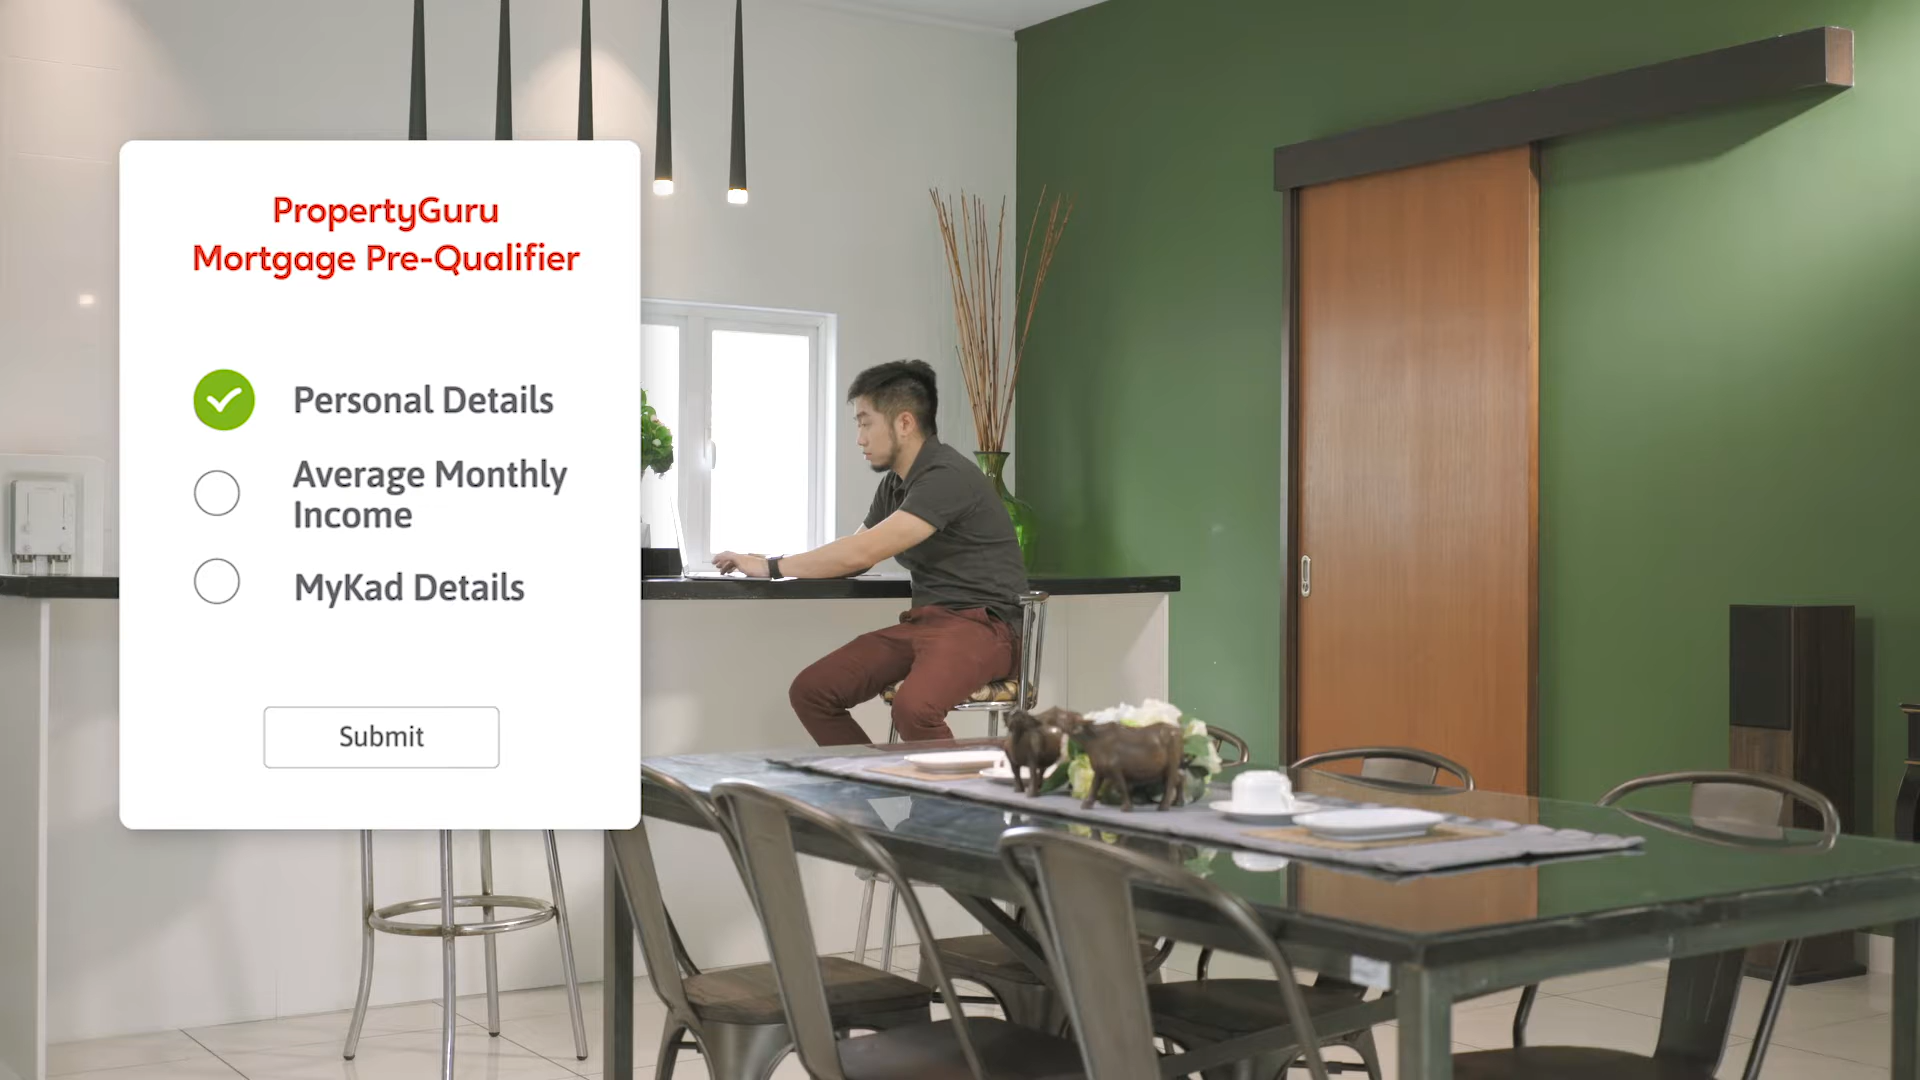 PropertyGuru
Mortgage Pre-Qualifier
Personal Details
Average Monthly
Income
MyKad Details
Submit